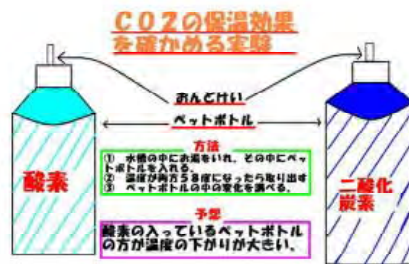 CO2の保温効果
を確かめる実験
おんどけい
ペットボトル
酸素
二酸化
炭素
方法
① 水槽の中にお湯をいれ、その中にペッ
トボトルを入れる。
② 温度が両方58度になったら取り出す
③ ペットボトルの中の変化を調べる。
予想
酸素の入っているペットボトル
の方が温度の下がりが大きい。